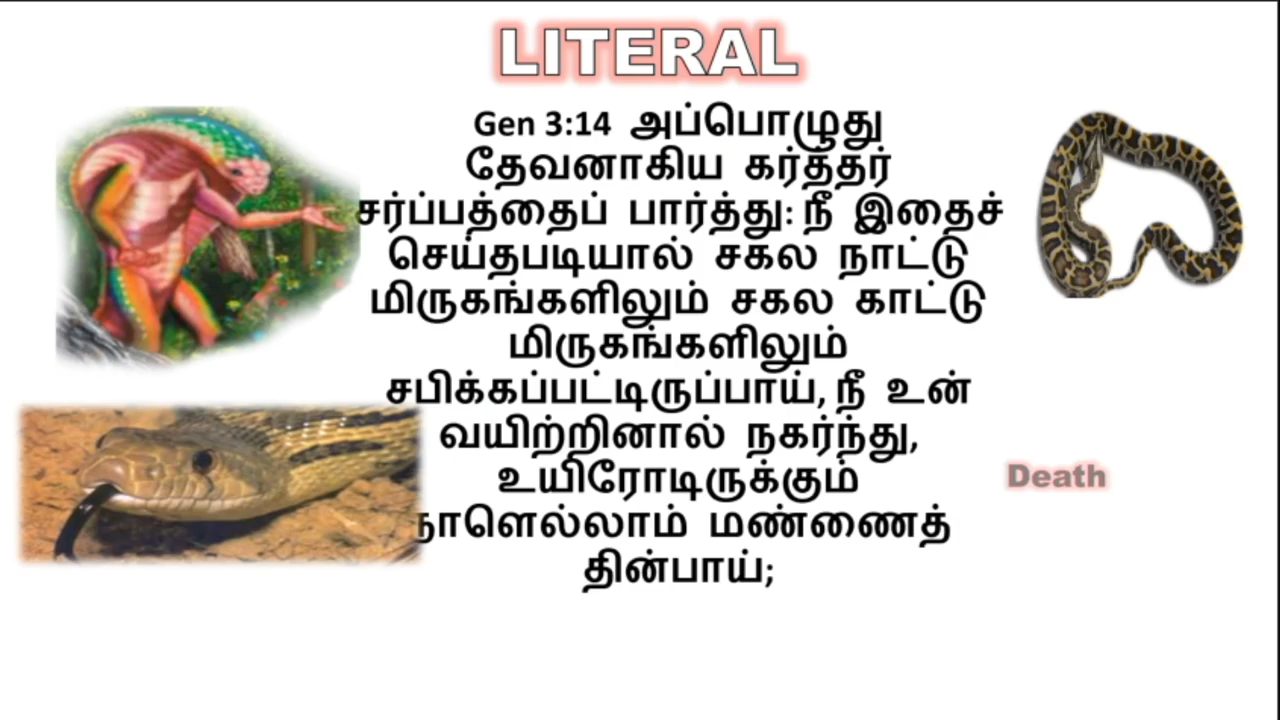 LITERAL
Gen 3:14 அப்பொழுது
தேவனாகிய கர்த்தர்
சர்ப்பத்தைப் பார்த்து: நீ இதைச்
செய்தபடியால் சகல நாட்டு
மிருகங்களிலும் சகல காட்டு
மிருகங்களிலும்
சபிக்கப்பட்டிருப்பாய், நீ உன்
வயிற்றினால் நகர்ந்து,
உயிரோடிருக்கும்
நாளெல்லாம் மண்ணைத்
தின்பாய்;
Death